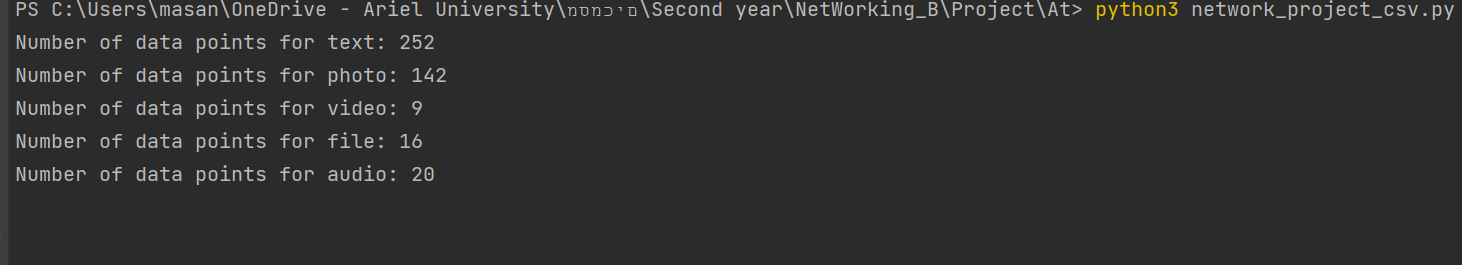 PS C:\Users\masan\OneDrive - Ariel University\מסמכים\Second year\NetWorking_B\Project\At> python3 network_project_csv.py
Number of data points for text: 252
Number of data points for photo: 142
Number of data points for video: 9
Number of data points for file: 16
Number of data points for audio: 20